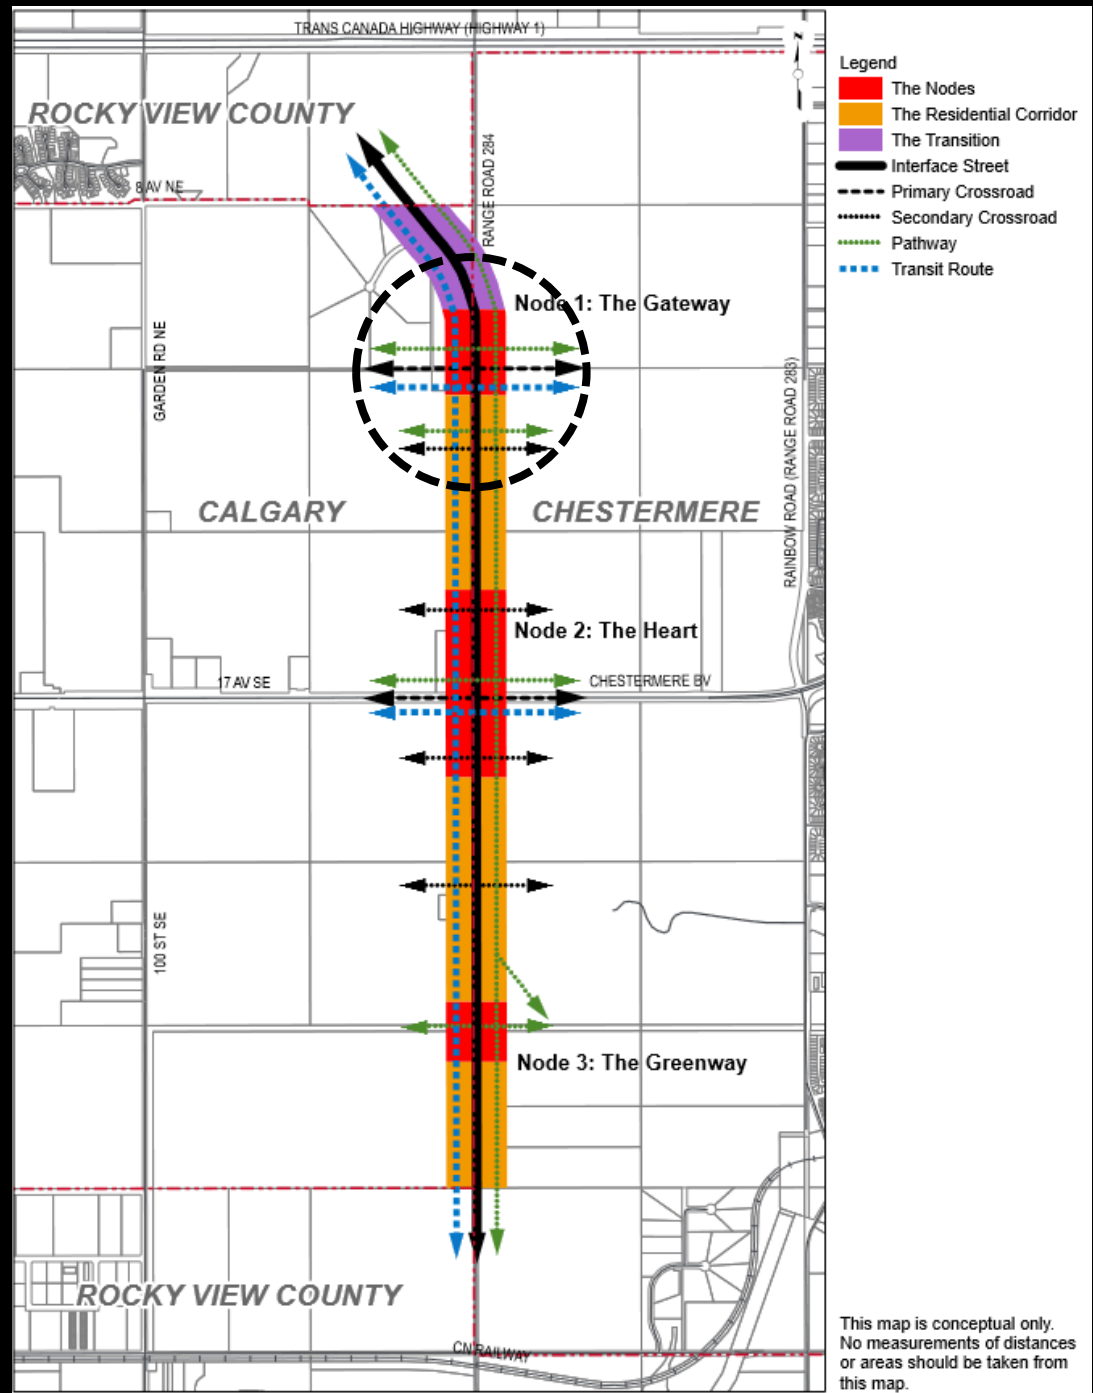 TRANS CANADA HIGHWAY (HIGHWAY 1)
N
Legend
The Nodes
The Residential Corridor
The Transition
Interface Street
Primary Crossroad
Secondary Crossroad
Pathway
Transit Route
ROCKY VIEW COUNTY
8 AV NE
RANGE ROAD 284
Node 1: The Gateway
GARDEN RD NE
RAINBOW ROAD (RANGE ROAD 283)
CALGARY
CHESTERMERE
Node 2: The Heart
17 AV SE
CHESTERMERE BV
100 ST SE
Node 3: The Greenway
ROCKY VIEW COUNTY
CN RAILWAY
This map is conceptual only.
No measurements of distances
or areas should be taken from
this map.